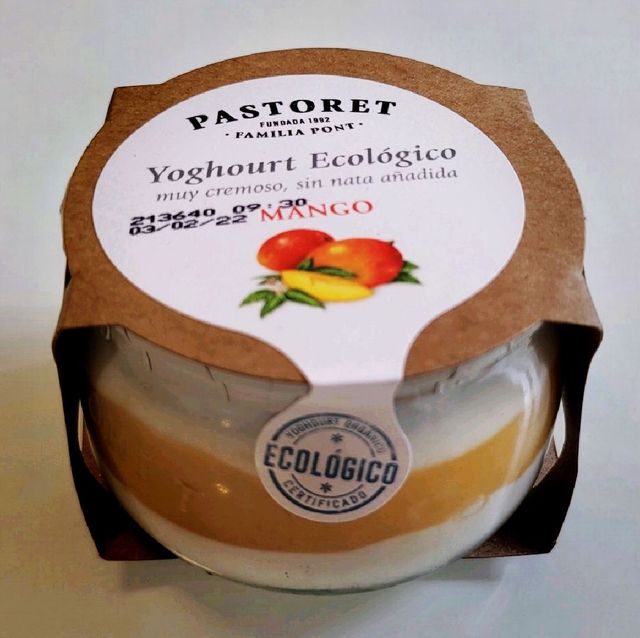 PASTORET
FUNDADA 1992
· FAMILIA PONT ·
Yoghourt Ecológico
muy cremoso, sin nata añadida
213640 09:30
MANGO
03/02/22
YOGHOURT ORGÁNICO
ECOLÓGICO
CERTIFICADO